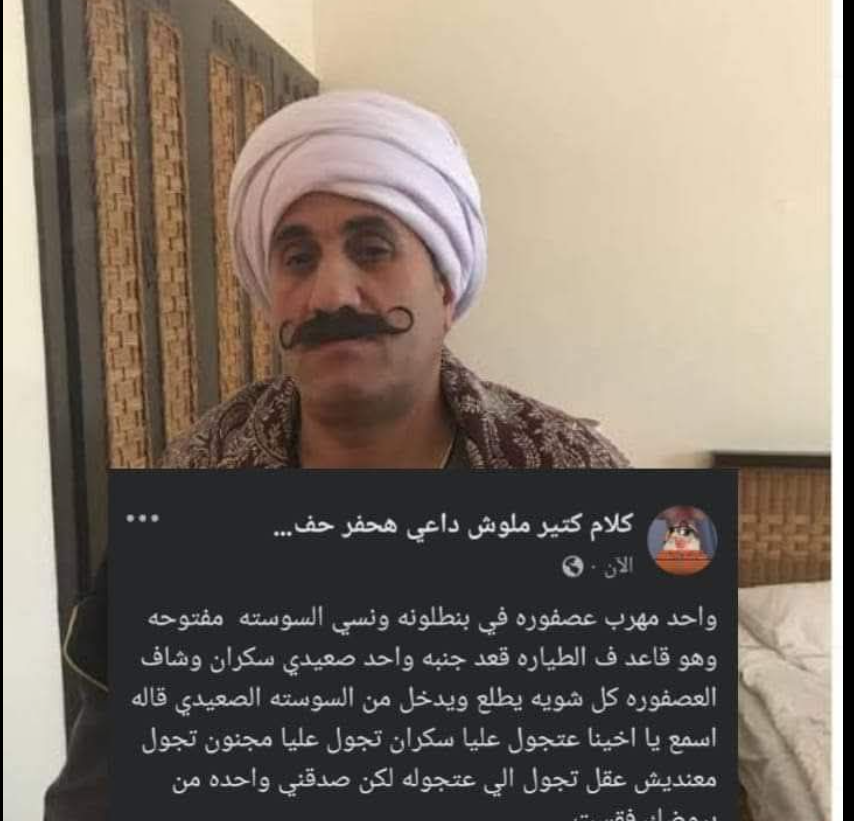 كلام كتير ملوش داعي هحفر حف...
الآن
واحد مهرب عصفوره في بنطلونه ونسي السوسته مفتوحه
وهو قاعد ف الطياره قعد جنبه واحد صعيدي سكران وشاف
العصفوره كل شويه يطلع ويدخل من السوسته الصعيدي قاله
اسمع يا اخينا عتجول عليا سكران تجول عليا مجنون تجول
معنديش عقل تجول الي عتجوله لكن صدقني واحده من
بيوضك فقست